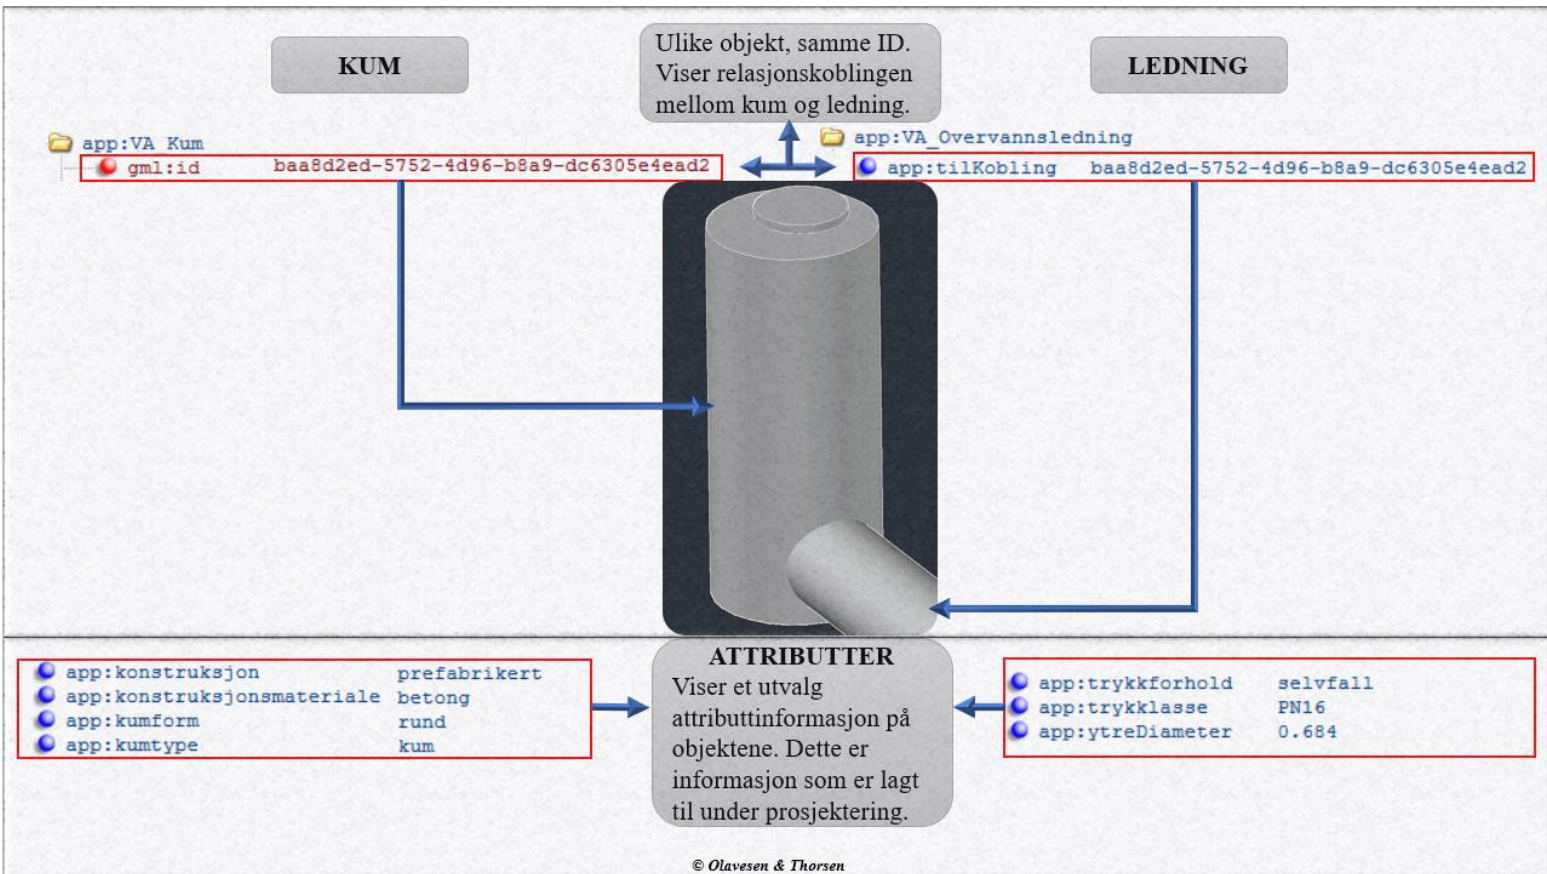 KUM
Ulike objekt, samme ID.
Viser relasjonskoblingen
mellom kum og ledning.
LEDNING
app:VA_Kum
gml:id baa8d2ed-5752-4d96-b8a9-dc6305e4ead2
app:VA_Overvannsledning
app:tilKobling baa8d2ed-5752-4d96-b8a9-dc6305e4ead2
app:konstruksjon prefabrikert
app:konstruksjonsmateriale betong
app:kumform rund
app:kumtype kum
ATTRIBUTTER
Viser et utvalg
attributtinformasjon på
objektene. Dette er
informasjon som er lagt
til under prosjektering.
app:trykkforhold selvfall
app:trykklasse PN16
app:ytreDiameter 0.684
© Olavesen & Thorsen